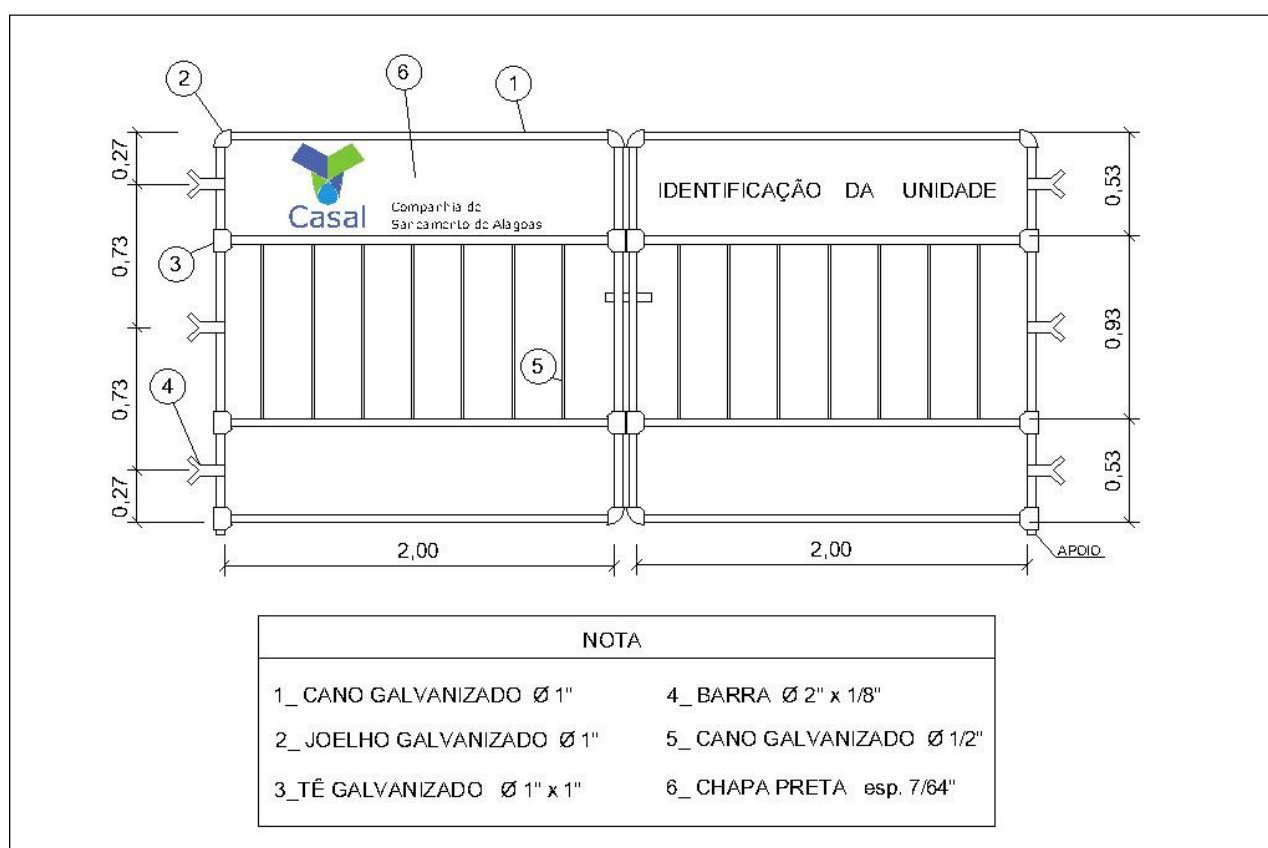 2
6
1
0,27
0,73
0,73
0,27
Casal
Companhia de
Saneamento de Alagoas
IDENTIFICAÇÃO DA UNIDADE
3
4
5
0,53
0,93
0,53
2,00
2,00
APOIO
NOTA
1_ CANO GALVANIZADO Ø 1"
2_ JOELHO GALVANIZADO Ø 1"
3_TÊ GALVANIZADO Ø 1" x 1"
4_ BARRA Ø 2" x 1/8"
5_ CANO GALVANIZADO Ø 1/2"
6_ CHAPA PRETA esp. 7/64"